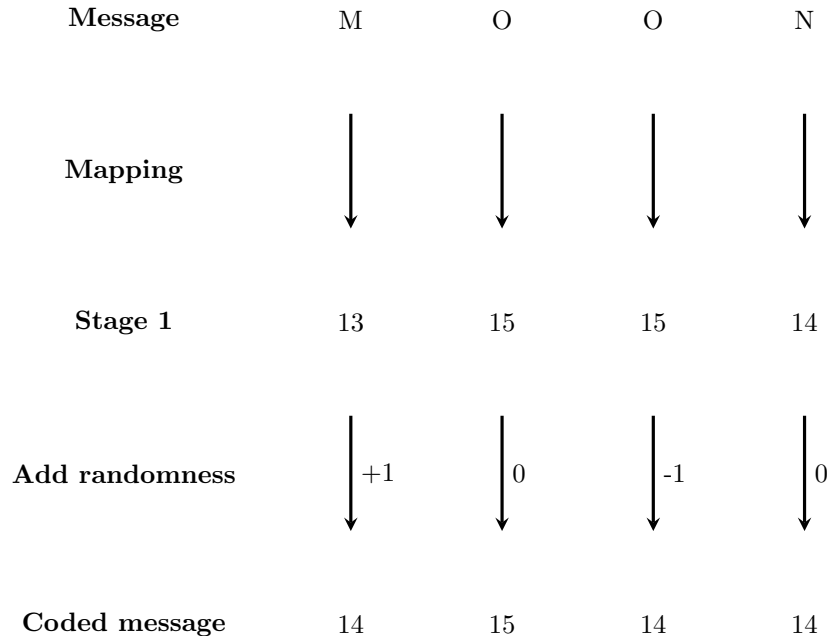 Message M O O N
Mapping
Stage 1 13 15 15 14
Add randomness +1 0 -1 0
Coded message 14 15 14 14